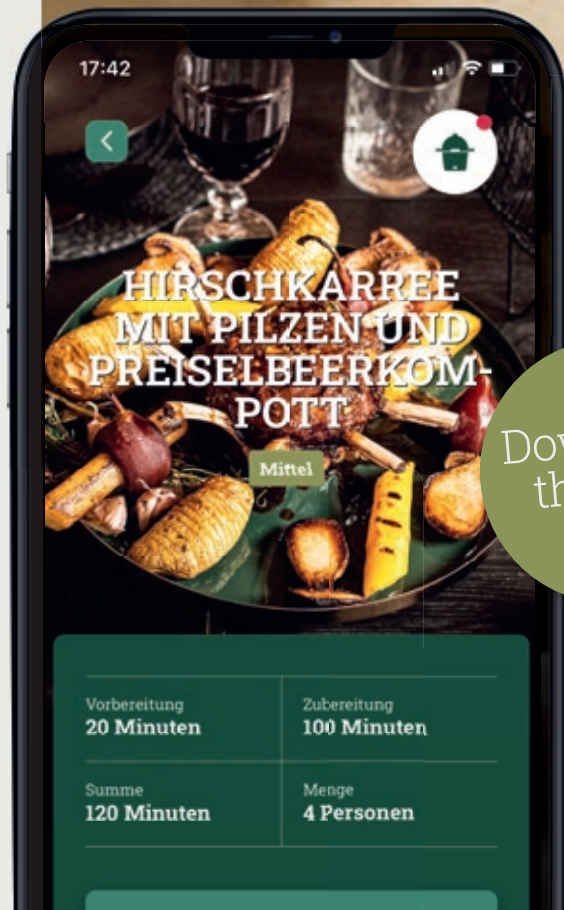 17:42
HIRSCHKARREE
MIT PILZEN UND
PREISELBEERKOM-
POTT
Mittel
Vorbereitung
20 Minuten
Zubereitung
100 Minuten
Summe
120 Minuten
Menge
4 Personen